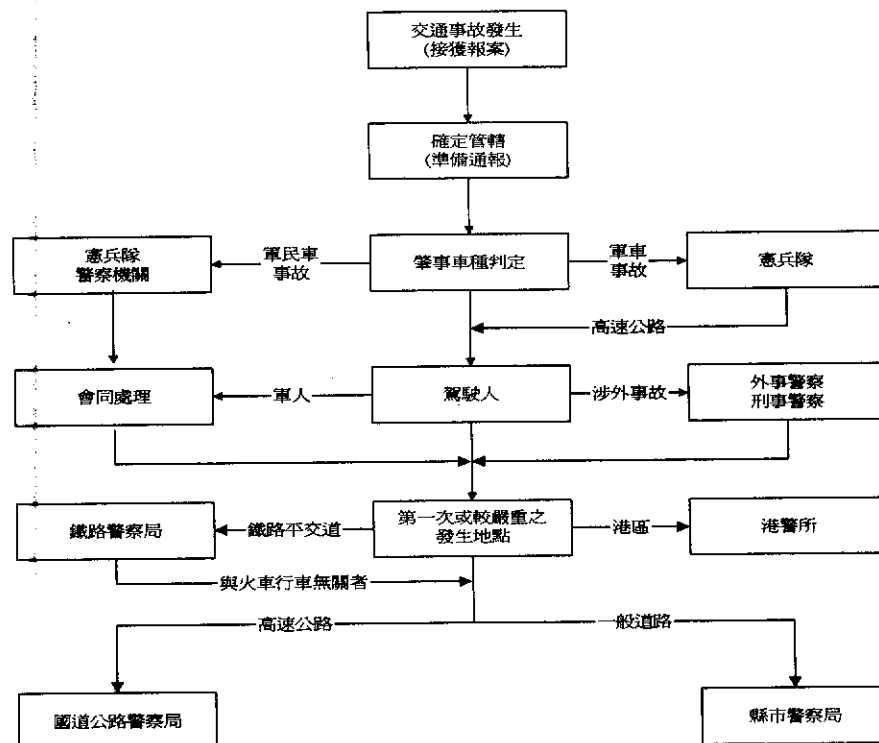 交通事故發生
(接獲報案)
確定管轄
(準備通報)
憲兵隊
警察機關
軍民車
事故
肇事車種判定
軍車
事故
憲兵隊
高速公路
會同處理
軍人
駕駛人
涉外事故
外事警察
刑事警察
鐵路警察局
鐵路平交道
第一次或較嚴重之
發生地點
港區
港警所
與火車行車無關者
高速公路
一般道路
國道公路警察局
縣市警察局